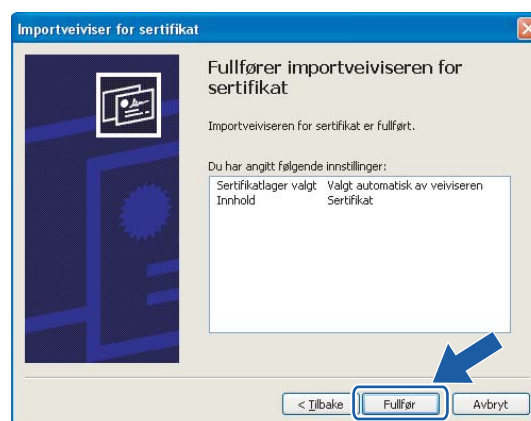 Importveiviser for sertifikat
Fullfører importveiviseren for
sertifikat
Importveiviseren for sertifikat er fullført.
Du har angitt følgende innstillinger:
Sertifikatlager valgt Valgt automatisk av veiviseren
Innhold Sertifikat
< Tilbake Fullfør Avbryt